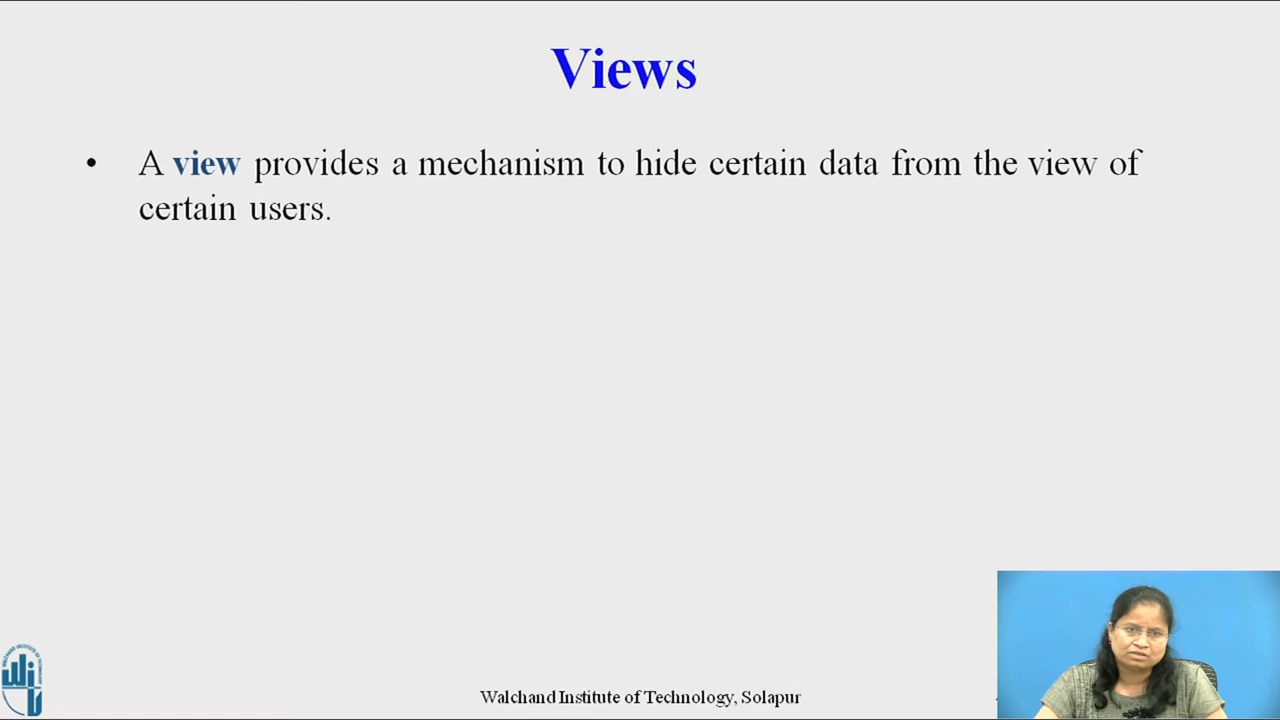 Views
• A view provides a mechanism to hide certain data from the view of
certain users.
Walchand Institute of Technology, Solapur